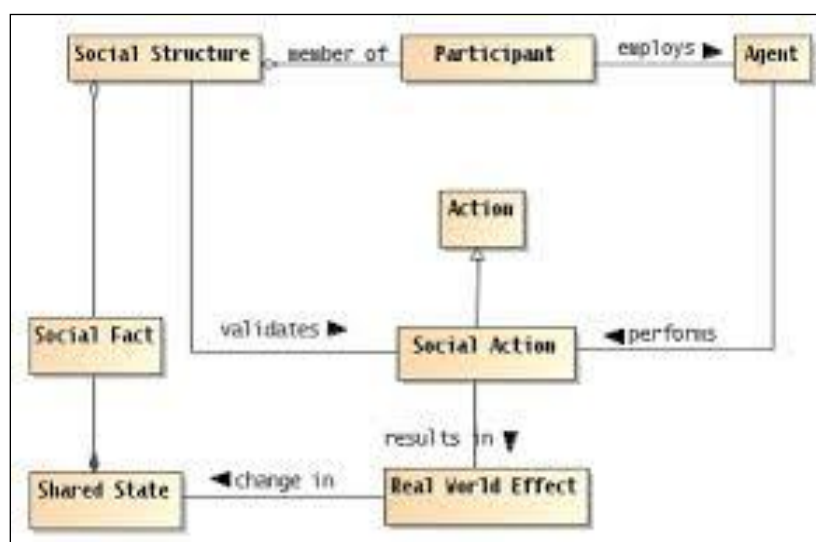 Social Structure
member of
Participant
employs
Agent
Action
Social Fact
validates
Social Action
performs
results in
Shared State
change in
Real World Effect